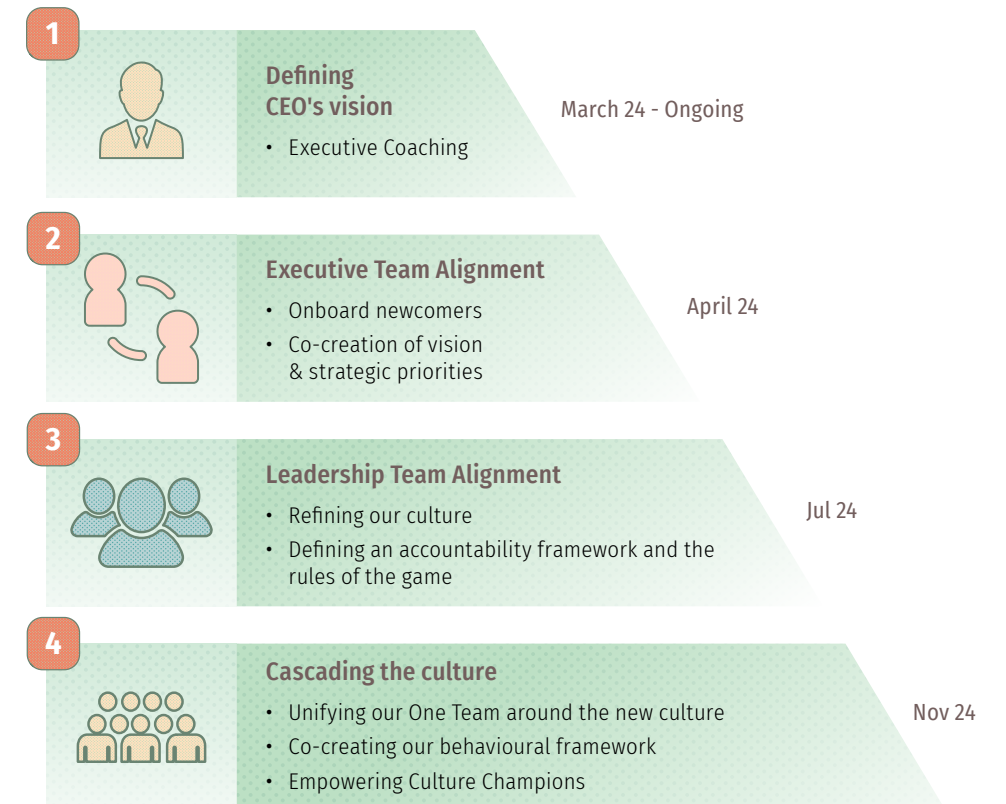 1
Defining
CEO's vision
• Executive Coaching
March 24 - Ongoing
2
Executive Team Alignment
• Onboard newcomers
• Co-creation of vision
& strategic priorities
April 24
3
Leadership Team Alignment
• Refining our culture
• Defining an accountability framework and the
rules of the game
Jul 24
4
Cascading the culture
• Unifying our One Team around the new culture
• Co-creating our behavioural framework
• Empowering Culture Champions
Nov 24